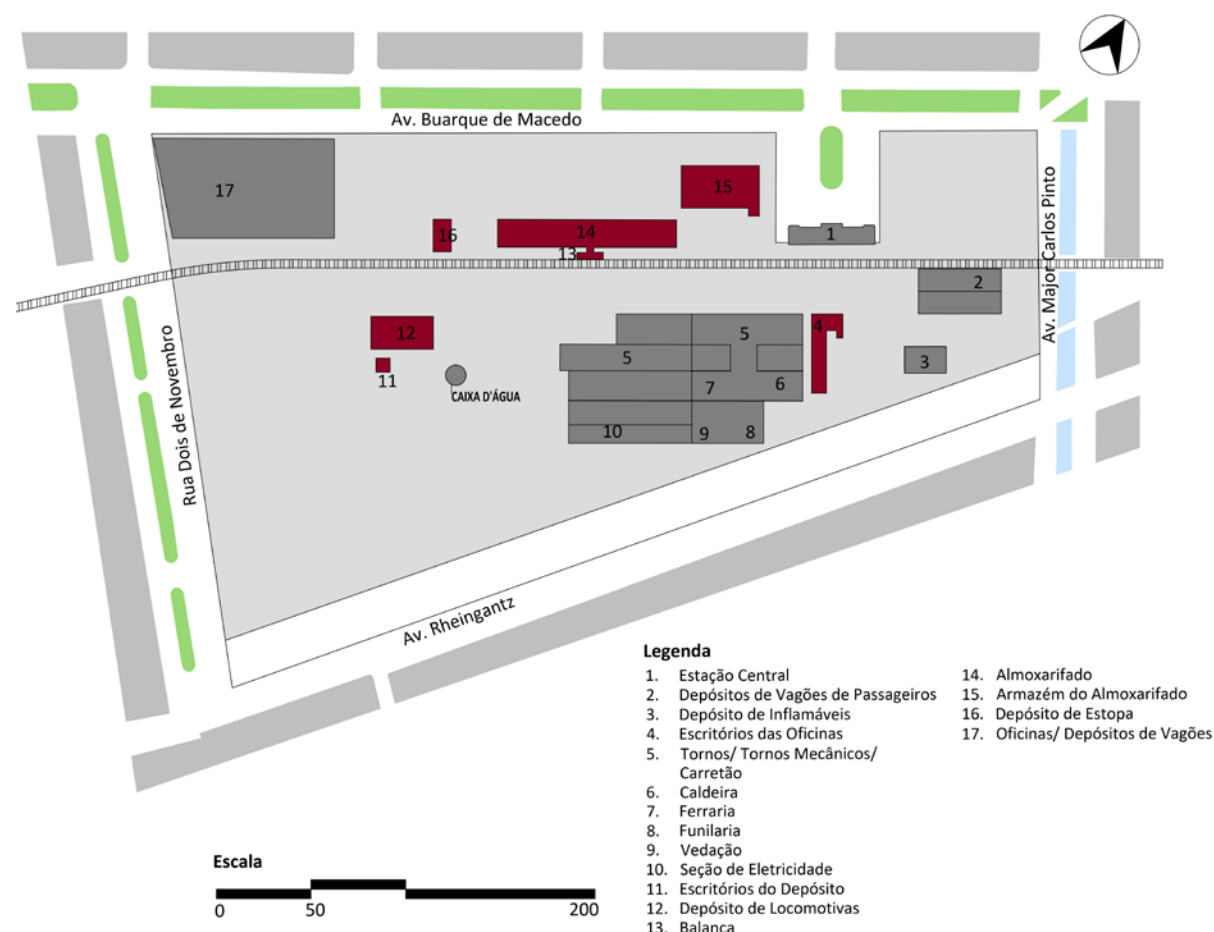 Av. Buarque de Macedo
17
15
16
14
13
1
Av. Major Carlos Pinto
2
12
11
CAIXA D'ÁGUA
5
5
4
3
7
6
10
9
8
Rua Dois de Novembro
Av. Rheingantz
Legenda
1. Estação Central
2. Depósitos de Vagões de Passageiros
3. Depósito de Inflamáveis
4. Escritórios das Oficinas
5. Tornos/ Tornos Mecânicos/
Carretão
6. Caldeira
7. Ferraria
8. Funilaria
9. Vedação
10. Seção de Eletricidade
11. Escritórios do Depósito
12. Depósito de Locomotivas
13. Balança
14. Almoxarifado
15. Armazém do Almoxarifado
16. Depósito de Estopa
17. Oficinas/ Depósitos de Vagões
Escala
0 50 200